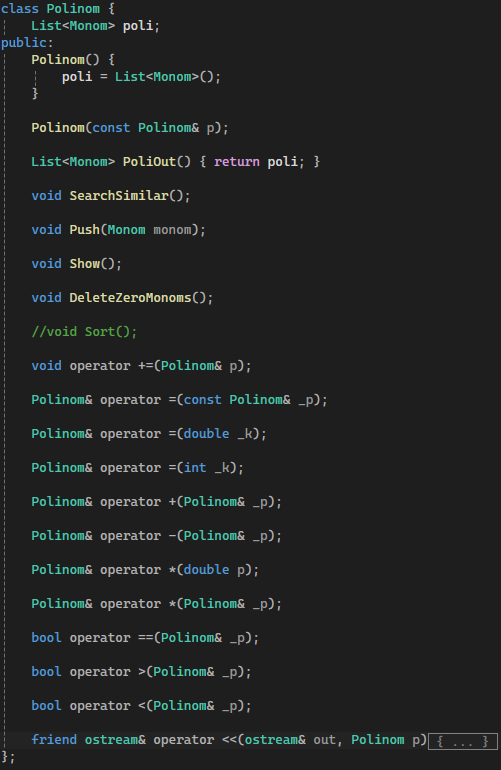 class Polinom {
List<Monom> poli;
public:
Polinom() {
poli = List<Monom>();
}
Polinom(const Polinom& p);
List<Monom> PoliOut() { return poli; }
void SearchSimilar();
void Push(Monom monom);
void Show();
void DeleteZeroMonoms();
//void Sort();
void operator +=(Polinom& p);
Polinom& operator =(const Polinom& _p);
Polinom& operator =(double _k);
Polinom& operator =(int _k);
Polinom& operator +(Polinom& _p);
Polinom& operator -(Polinom& _p);
Polinom& operator *(double p);
Polinom& operator *(Polinom& _p);
bool operator ==(Polinom& _p);
bool operator >(Polinom& _p);
bool operator <(Polinom& _p);
friend ostream& operator <<(ostream& out, Polinom p){ ... }
};